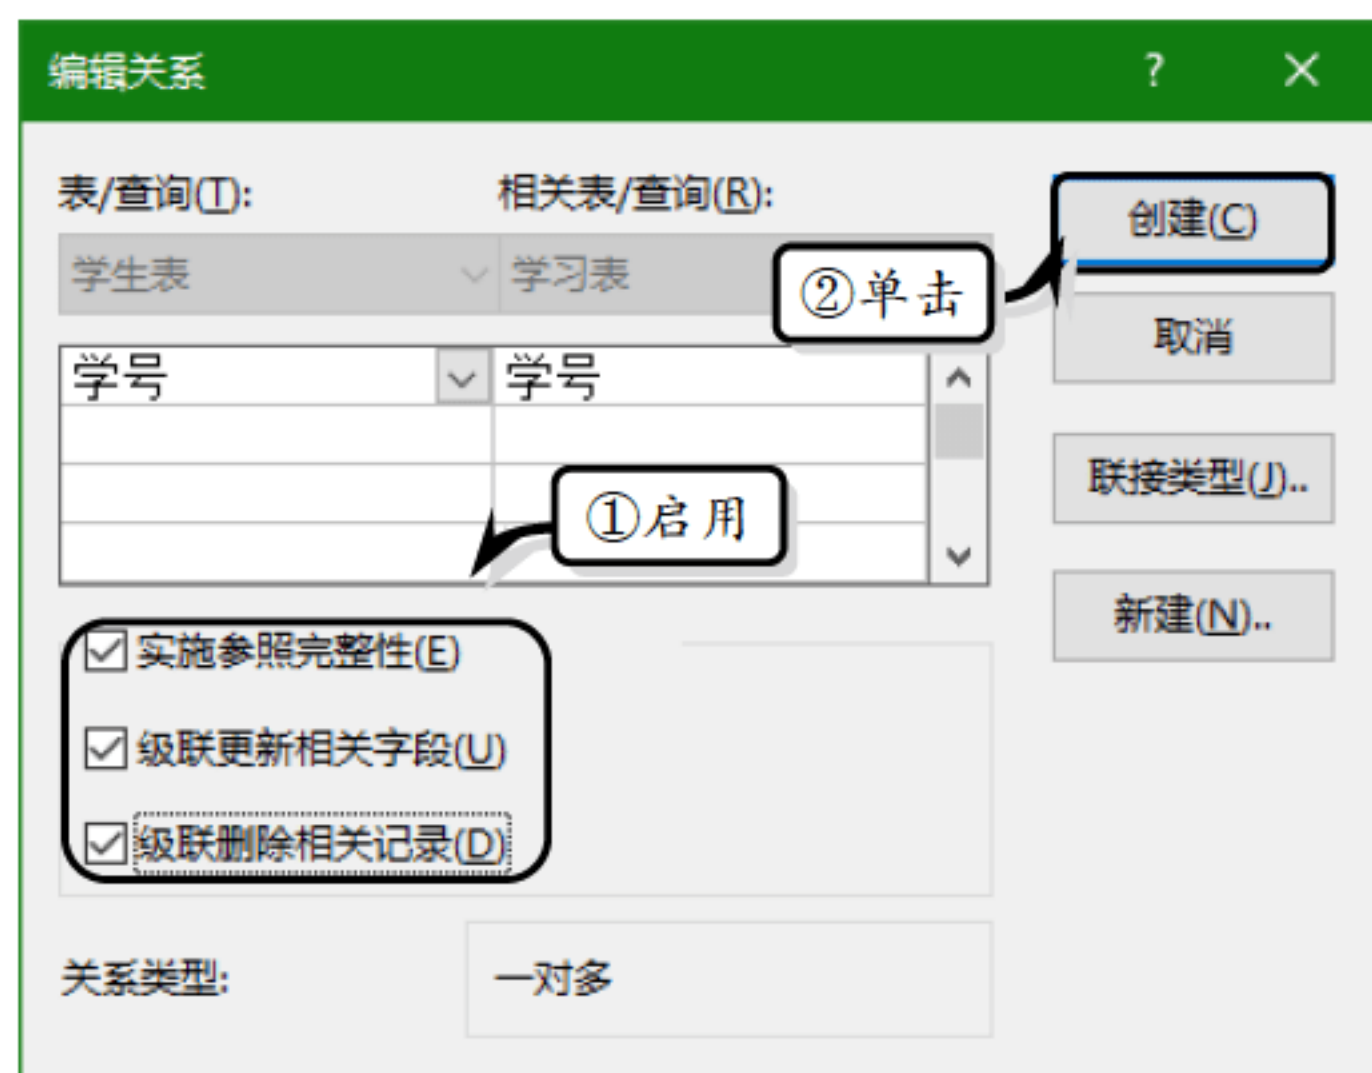 编辑关系
?
×
表/查询(T):
相关表/查询(R):
创建(C)
学生表
学习表
②单击
取消
学号
学号
联接类型(J)..
①启用
新建(N)..
实施参照完整性(E)
级联更新相关字段(U)
级联删除相关记录(D)
关系类型:
一对多